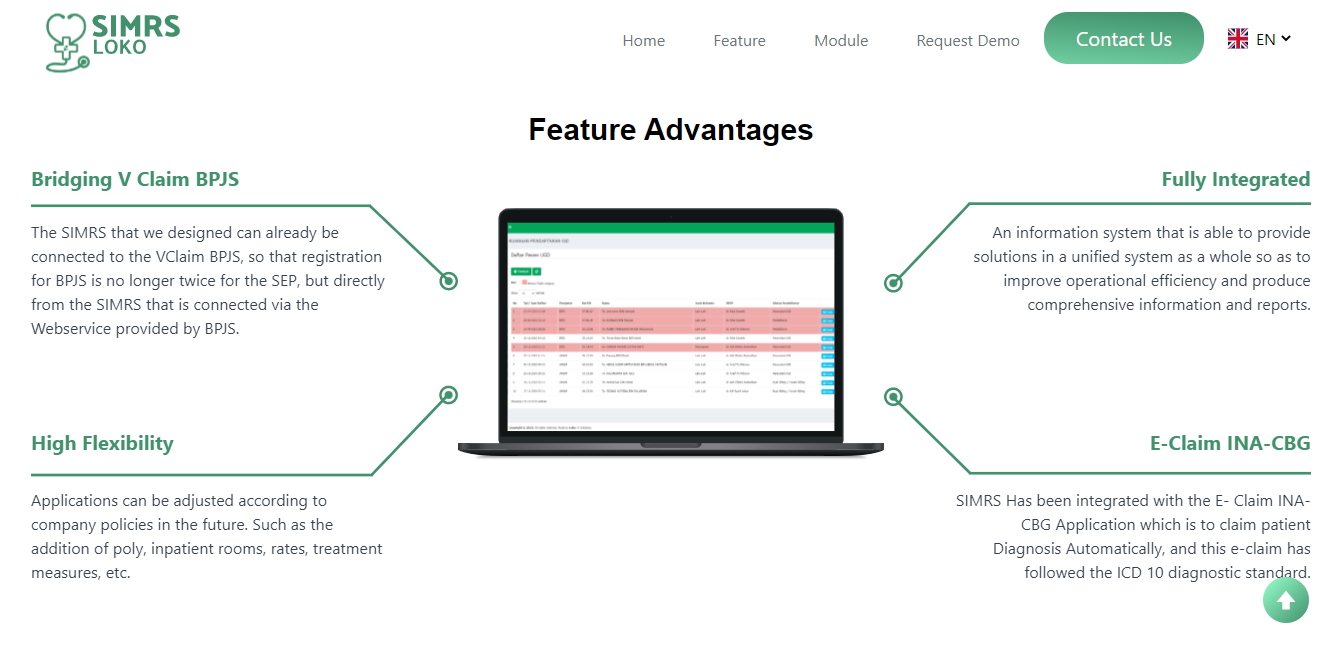 SIMRS
LOKO
Home
Feature
Module
Request Demo
Contact Us
EN
Feature Advantages
Bridging V Claim BPJS
The SIMRS that we designed can already be
connected to the VClaim BPJS, so that registration
for BPJS is no longer twice for the SEP, but directly
from the SIMRS that is connected via the
Webservice provided by BPJS.
Fully Integrated
An information system that is able to provide
solutions in a unified system as a whole so as to
improve operational efficiency and produce
comprehensive information and reports.
Daftar Pasien UGD
High Flexibility
Applications can be adjusted according to
company policies in the future. Such as the
addition of poly, inpatient rooms, rates, treatment
measures, etc.
E-Claim INA-CBG
SIMRS Has been integrated with the E- Claim INA-
CBG Application which is to claim patient
Diagnosis Automatically, and this e-claim has
followed the ICD 10 diagnostic standard.